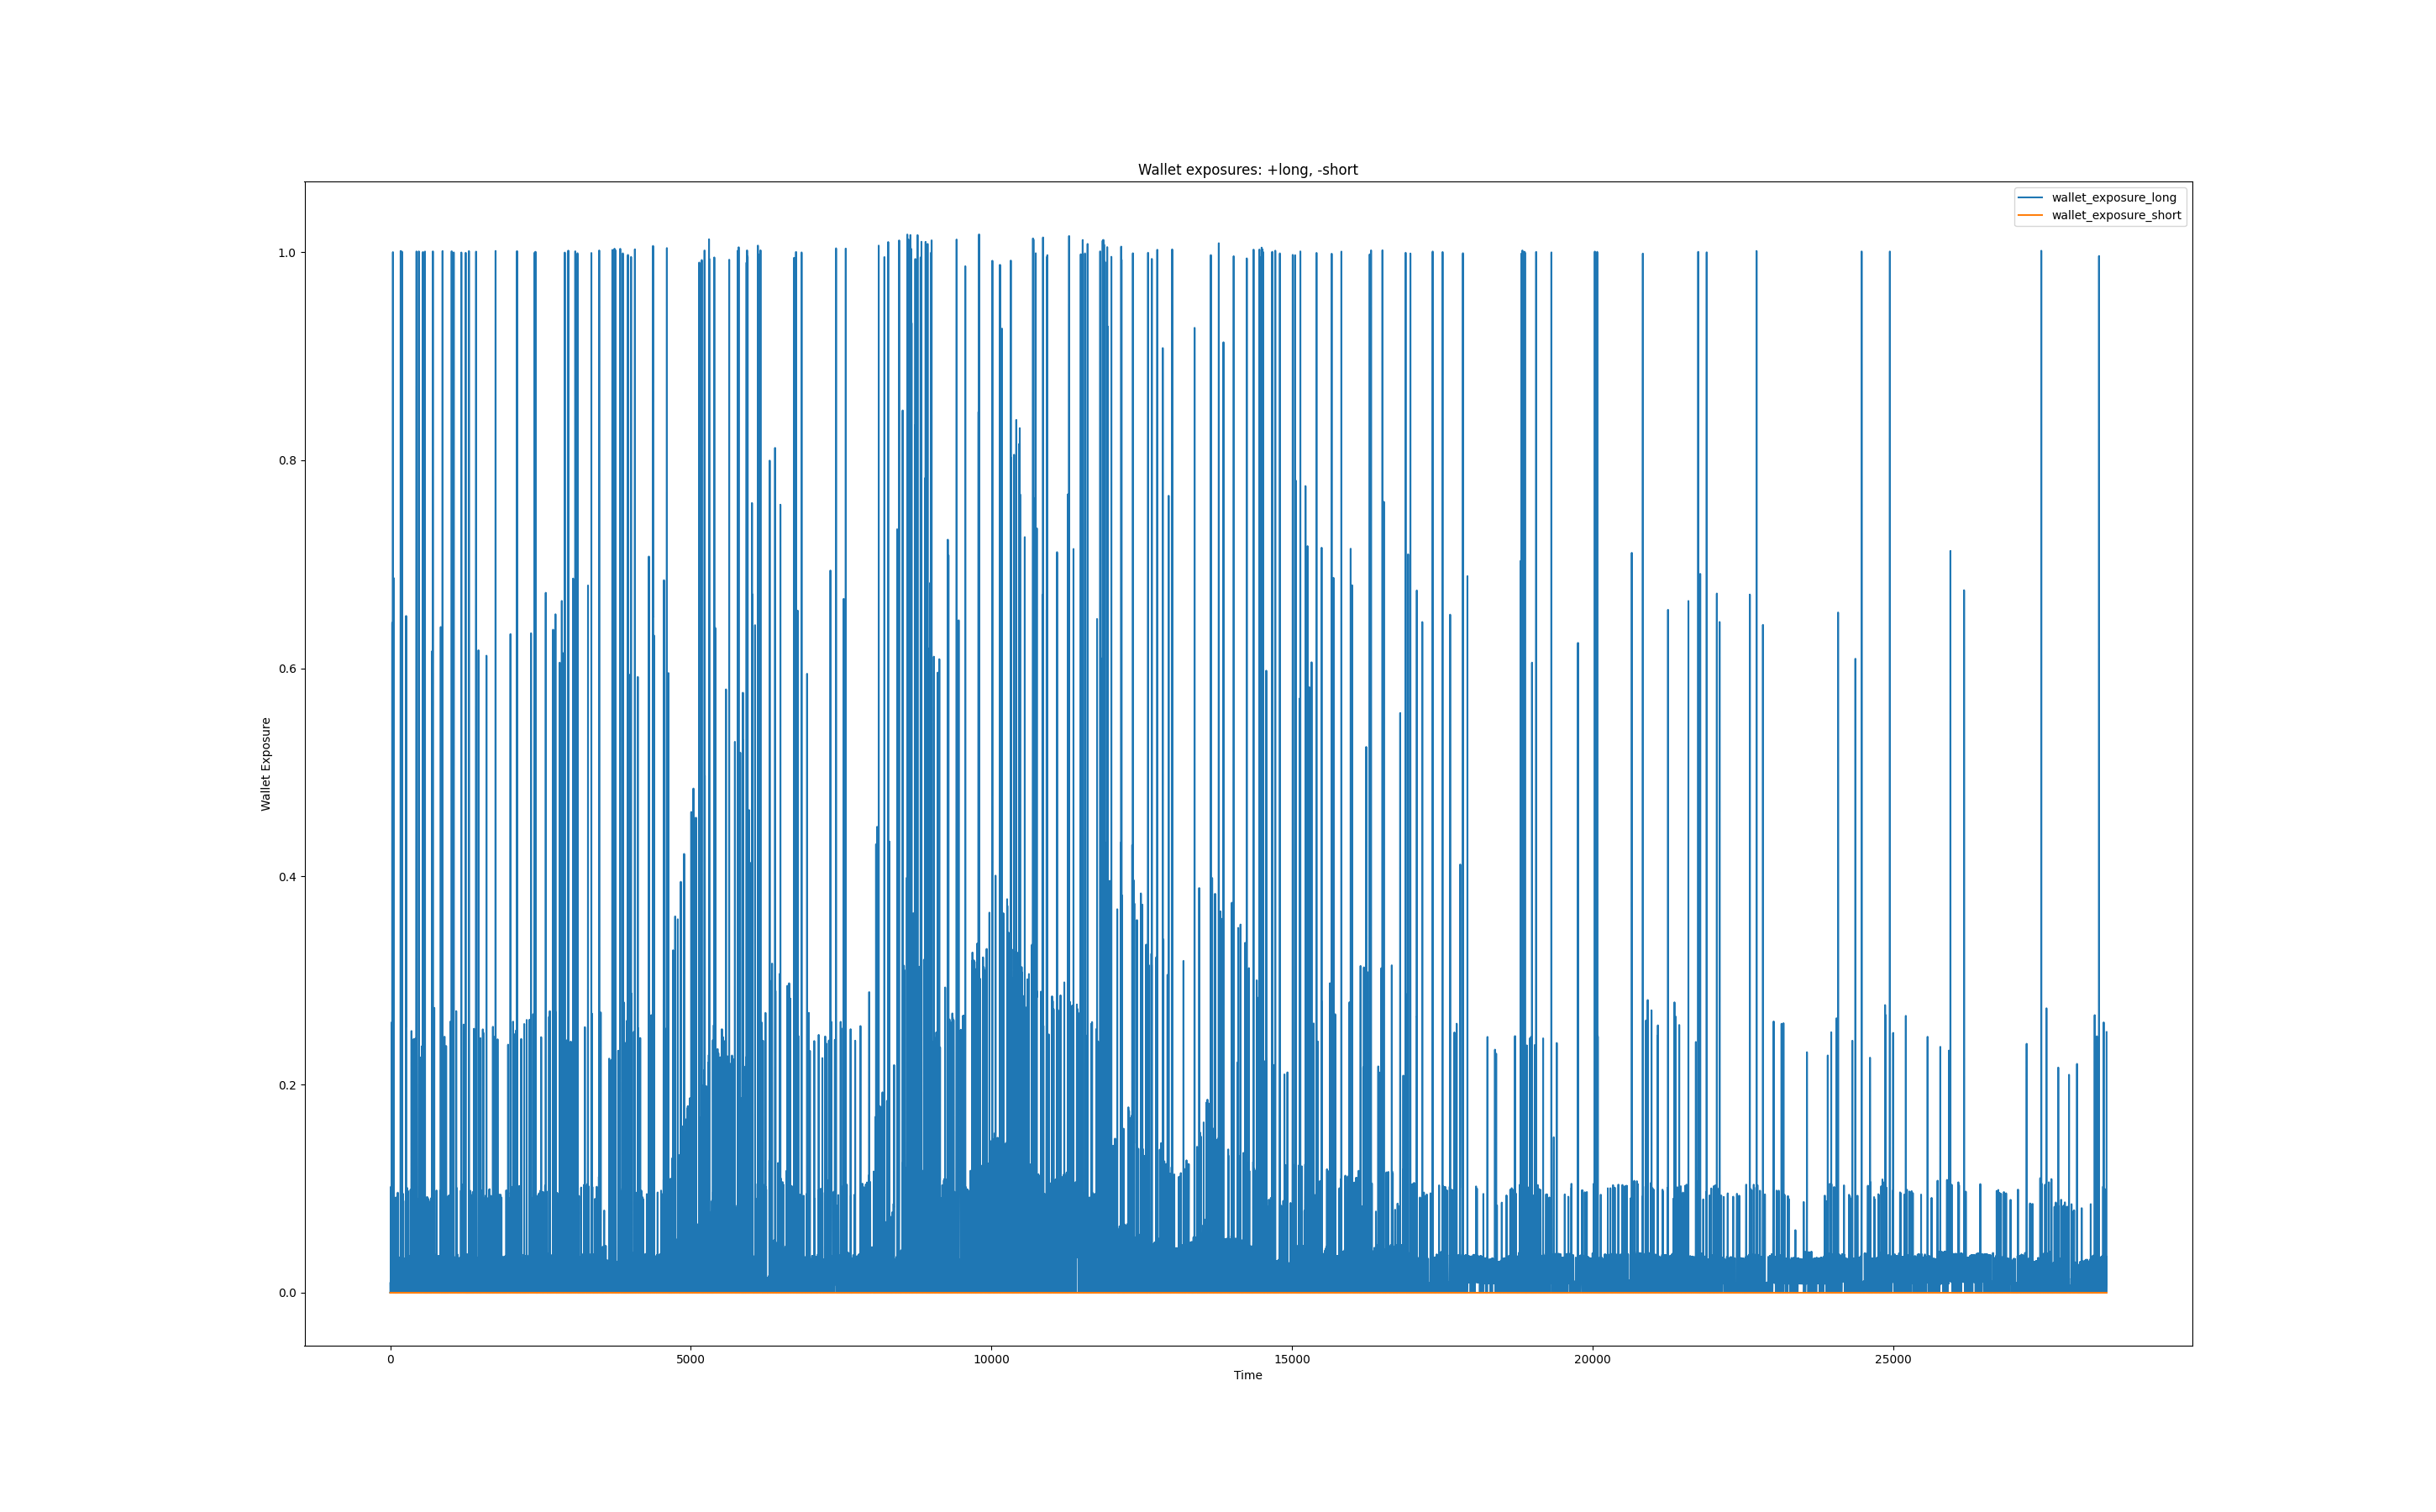 Wallet exposures: +long, -short
wallet_exposure_long
wallet_exposure_short
1.0
0.8
0.6
0.4
0.2
0.0
Wallet Exposure
0 5000 10000 15000 20000 25000
Time